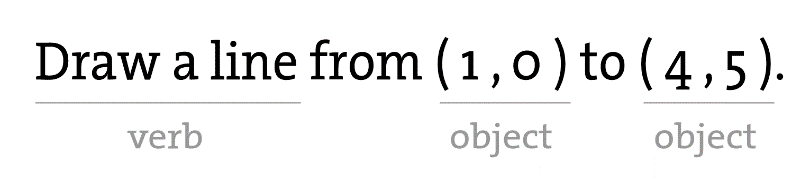 Draw a line from ( 1 , 0 ) to ( 4 , 5 ).
verb object object